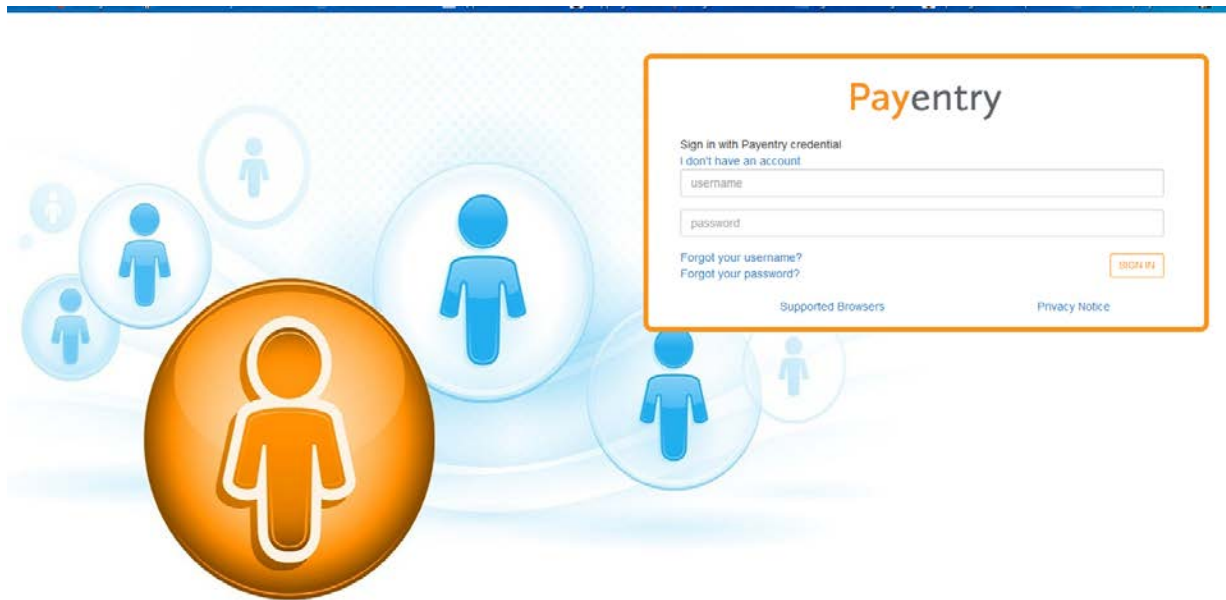 Payentry
Sign in with Payentry credential
I don't have an account
username
password
Forgot your username?
SIGN IN
Forgot your password?
Supported Browsers
Privacy Notice